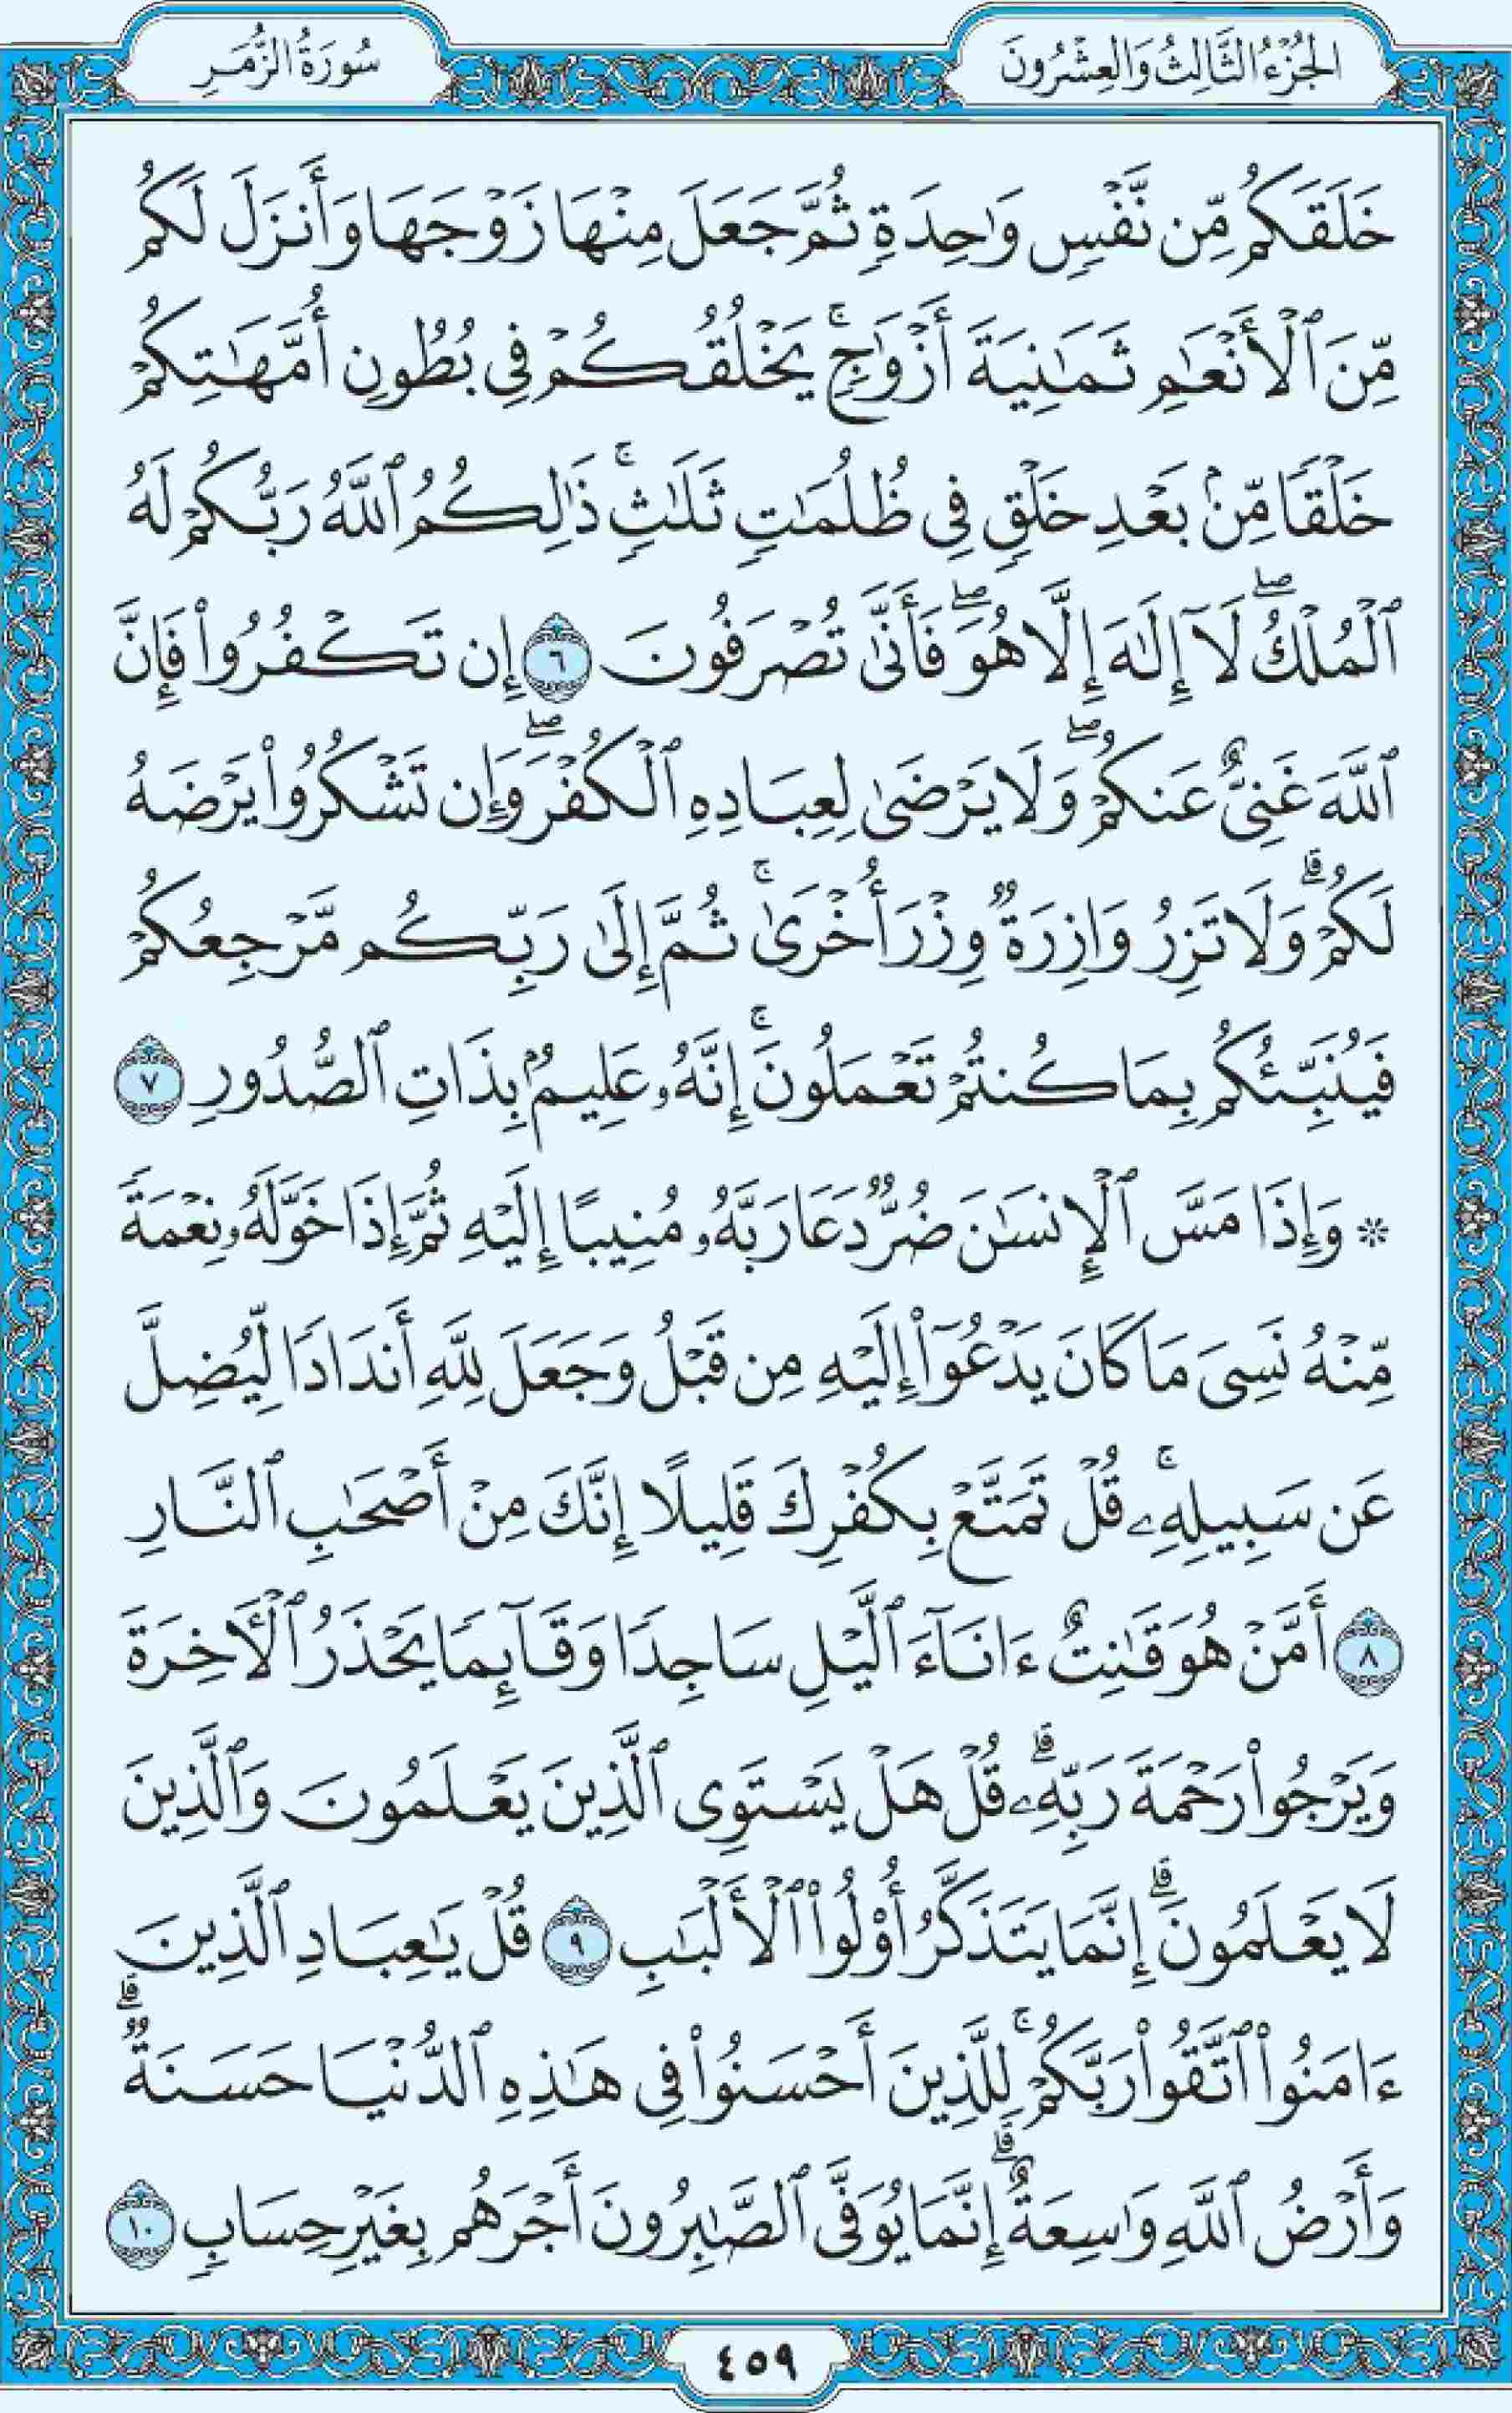 الجُزْءُ الثَّالِثُ وَالعِشْرُونَ
سُورَةُ الزُّمَرِ
خَلَقَكُم مِّن نَّفْسٍ وَٰحِدَةٍ ثُمَّ جَعَلَ مِنْهَا زَوْجَهَا وَأَنزَلَ لَكُم
مِّنَ ٱلْأَنْعَٰمِ ثَمَٰنِيَةَ أَزْوَٰجٍۚ يَخْلُقُكُمْ فِى بُطُونِ أُمَّهَٰتِكُمْ
خَلْقًا مِّنۢ بَعْدِ خَلْقٍ فِى ظُلُمَٰتٍ ثَلَٰثٍۚ ذَٰلِكُمُ ٱللَّهُ رَبُّكُمْ لَهُ
ٱلْمُلْكُۖ لَآ إِلَٰهَ إِلَّا هُوَۖ فَأَنَّىٰ تُصْرَفُونَ ٦ إِن تَكْفُرُوا۟ فَإِنَّ
ٱللَّهَ غَنِىٌّ عَنكُمْۖ وَلَا يَرْضَىٰ لِعِبَادِهِ ٱلْكُفْرَۖ وَإِن تَشْكُرُوا۟ يَرْضَهُ
لَكُمْۗ وَلَا تَزِرُ وَازِرَةٌ وِزْرَ أُخْرَىٰۚ ثُمَّ إِلَىٰ رَبِّكُم مَّرْجِعُكُمْ
فَيُنَبِّئُكُم بِمَا كُنتُمْ تَعْمَلُونَۚ إِنَّهُۥ عَلِيمٌۢ بِذَاتِ ٱلصُّدُورِ ٧
* وَإِذَا مَسَّ ٱلْإِنسَٰنَ ضُرٌّ دَعَا رَبَّهُۥ مُنِيبًا إِلَيْهِ ثُمَّ إِذَا خَوَّلَهُۥ نِعْمَةً
مِّنْهُ نَسِىَ مَا كَانَ يَدْعُوٓا۟ إِلَيْهِ مِن قَبْلُ وَجَعَلَ لِلَّهِ أَندَادًا لِّيُضِلَّ
عَن سَبِيلِهِۦۚ قُلْ تَمَتَّعْ بِكُفْرِكَ قَلِيلًا إِنَّكَ مِنْ أَصْحَٰبِ ٱلنَّارِ
٨ أَمَّنْ هُوَ قَٰنِتٌ ءَانَآءَ ٱلَّيْلِ سَاجِدًا وَقَآئِمًا يَحْذَرُ ٱلْءَاخِرَةَ
وَيَرْجُوا۟ رَحْمَةَ رَبِّهِۦۗ قُلْ هَلْ يَسْتَوِى ٱلَّذِينَ يَعْلَمُونَ وَٱلَّذِينَ
لَا يَعْلَمُونَۗ إِنَّمَا يَتَذَكَّرُ أُو۟لُوا۟ ٱلْأَلْبَٰبِ ٩ قُلْ يَٰعِبَادِ ٱلَّذِينَ
ءَامَنُوا۟ ٱتَّقُوا۟ رَبَّكُمْۚ لِلَّذِينَ أَحْسَنُوا۟ فِى هَٰذِهِ ٱلدُّنْيَا حَسَنَةٌۗ
وَأَرْضُ ٱللَّهِ وَٰسِعَةٌۗ إِنَّمَا يُوَفَّى ٱلصَّٰبِرُونَ أَجْرَهُم بِغَيْرِ حِسَابٍ ١٠
٤٥٩